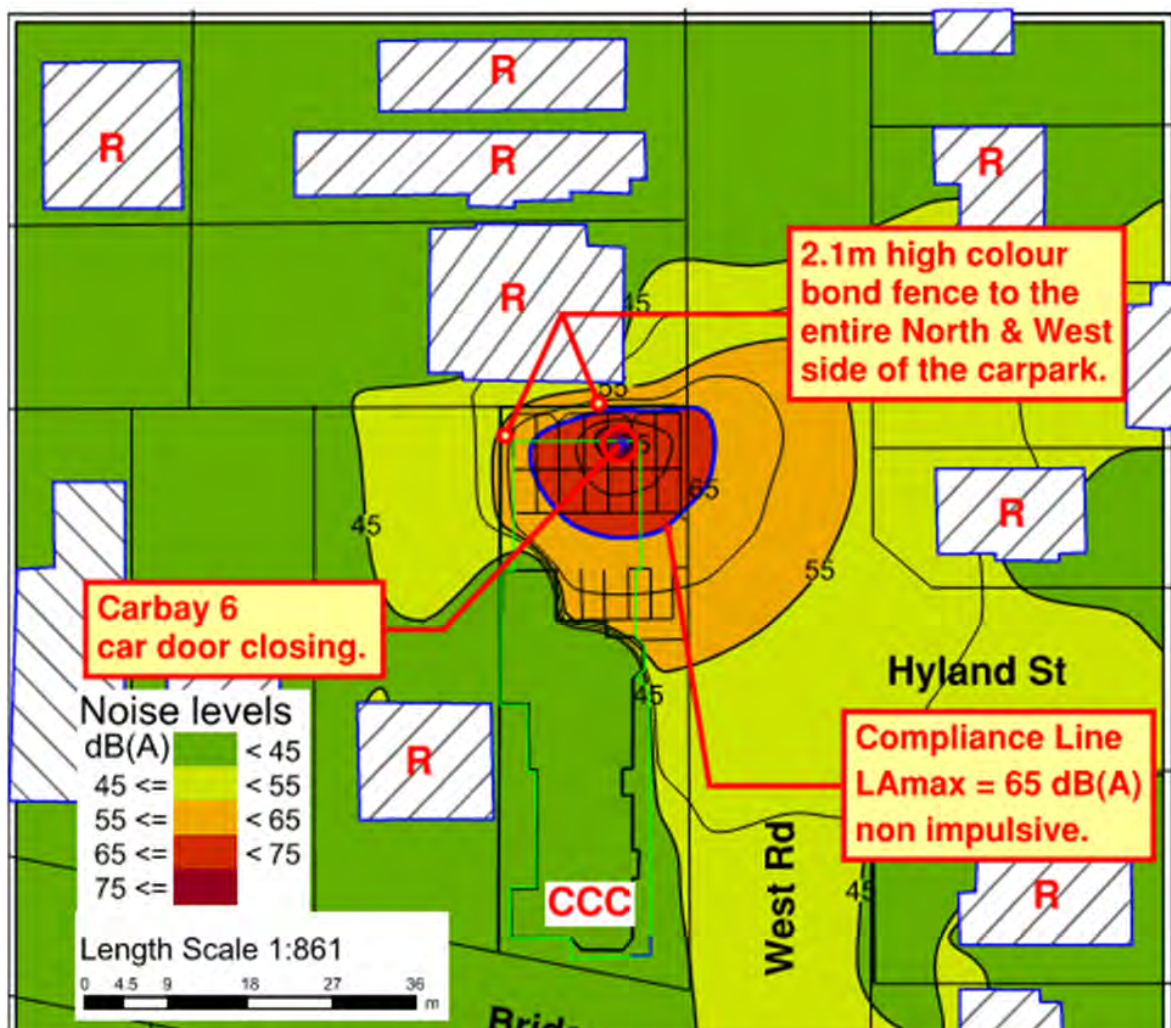 R
R
R
R
R
2.1m high colour
bond fence to the
entire North & West
side of the carpark.
45
55
65
45
55
R
Carbay 6
car door closing.
Hyland St
45
Noise levels
dB(A)
< 45
45 <=
< 55
55 <=
< 65
65 <=
< 75
75 <=
R
Compliance Line
LAmax = 65 dB(A)
non impulsive.
West Rd
45
R
CCC
Length Scale 1:861
0 4.5 9 18 27 36
m